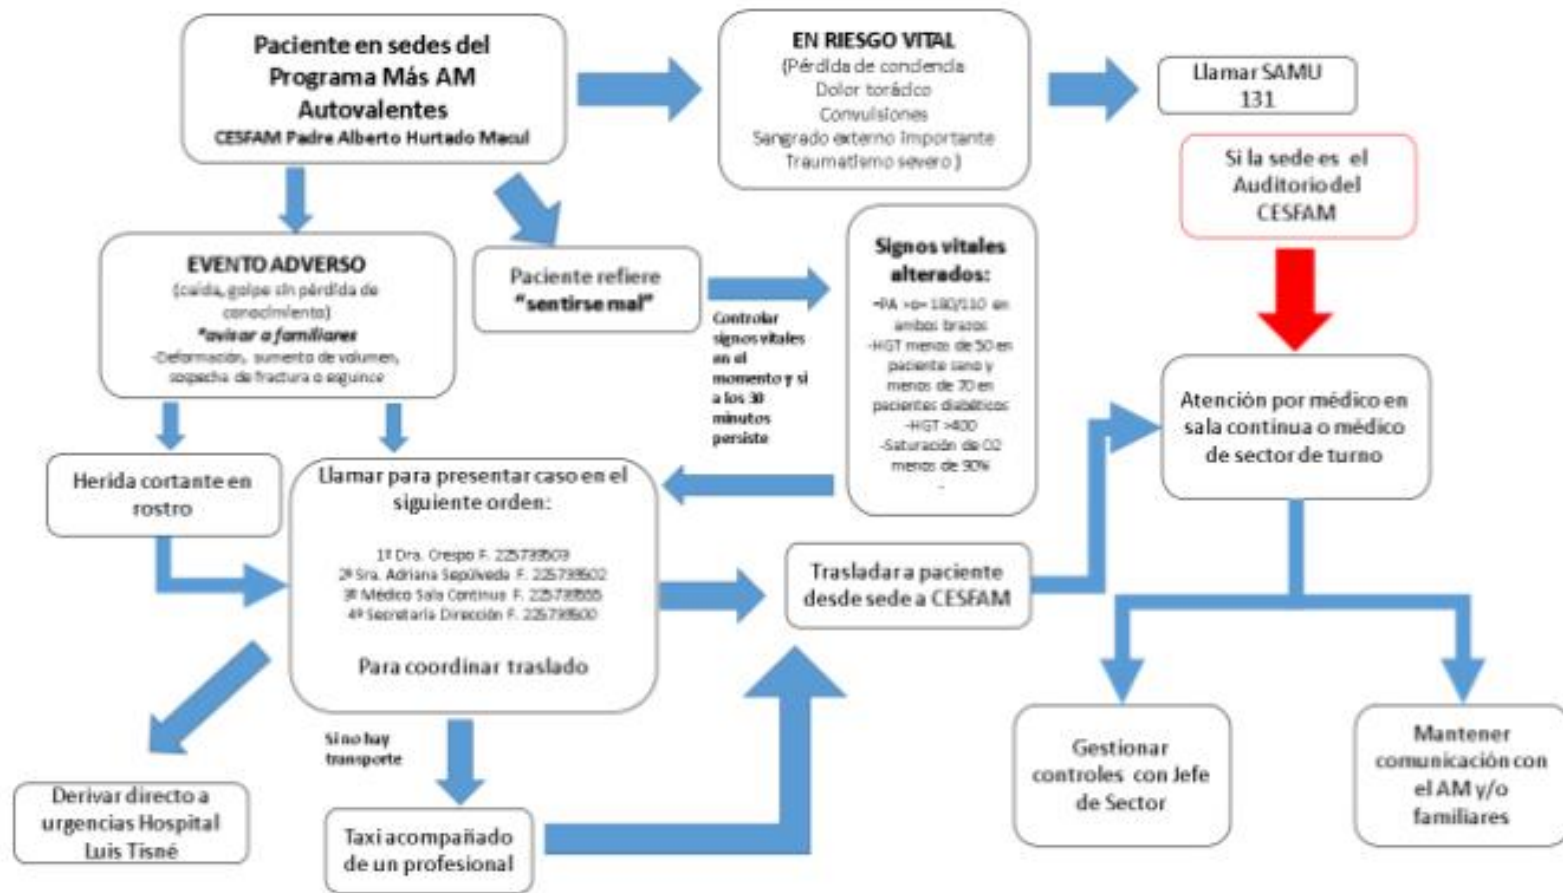 Paciente en sedes del
Programa Más AM
Autovalentes
CESFAM Padre Alberto Hurtado Macul
EN RIESGO VITAL
(Pérdida de conciencia
Dolor torácico
Convulsiones
Sangrado externo importante
Traumatismo severo)
Llamar SAMU
131
Si la sede es el
Auditorio del
CESFAM
EVENTO ADVERSO
(caída, golpe sin pérdida de
conocimiento)
*avisar a familiares
-Deformación, aumento de volumen,
sospecha de fractura o esguince
Paciente refiere
"sentirse mal"
Controlar
signos vitales
en el
momento y si
a los 30
minutos
persiste
Signos vitales
alterados:
-PA >o= 180/110 en
ambos brazos
-HGT menos de 50 en
paciente sano y
menos de 70 en
pacientes diabéticos
-HGT >400
-Saturación de O2
menos de 90%
-
Atención por médico en
sala continua o médico
de sector de turno
Herida cortante en
rostro
Llamar para presentar caso en el
siguiente orden:
1º Dra. Crespo F. 225739503
2º Sra. Adriana Sepúlveda F. 225739502
3º Médico Sala Continua F. 225739555
4º Secretaría Dirección F. 225739500
Para coordinar traslado
Trasladar a paciente
desde sede a CESFAM
Si no hay
transporte
Derivar directo a
urgencias Hospital
Luis Tisné
Taxi acompañado
de un profesional
Gestionar
controles con Jefe
de Sector
Mantener
comunicación con
el AM y/o
familiares